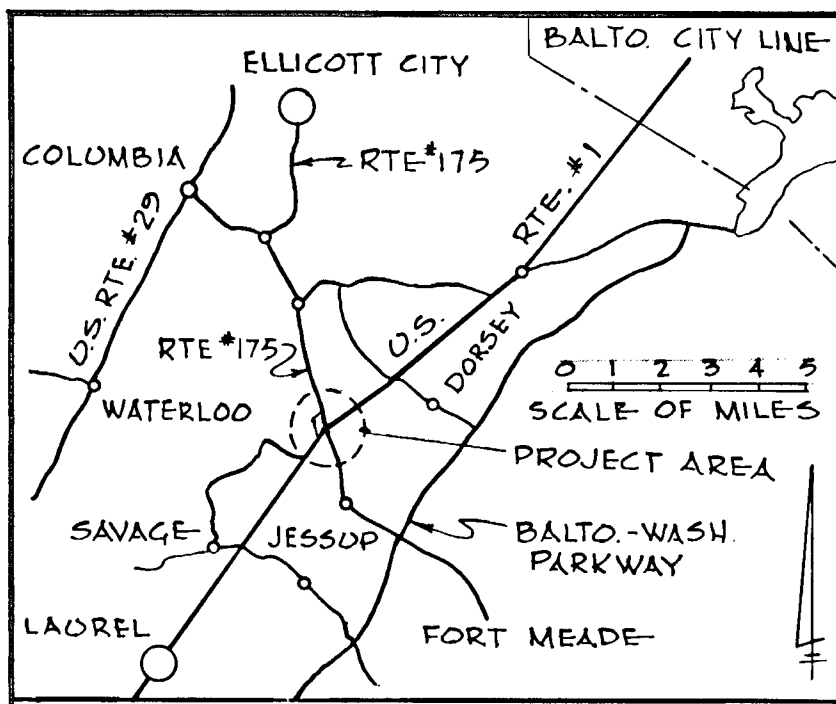 BALTO. CITY LINE
ELLICOTT CITY
COLUMBIA
RTE #175
RTE. #1
U.S. RTE. #29
U.S.
DORSEY
RTE #175
0 1 2 3 4 5
SCALE OF MILES
WATERLOO
PROJECT AREA
SAVAGE
JESSUP
BALTO.-WASH.
PARKWAY
LAUREL
FORT MEADE